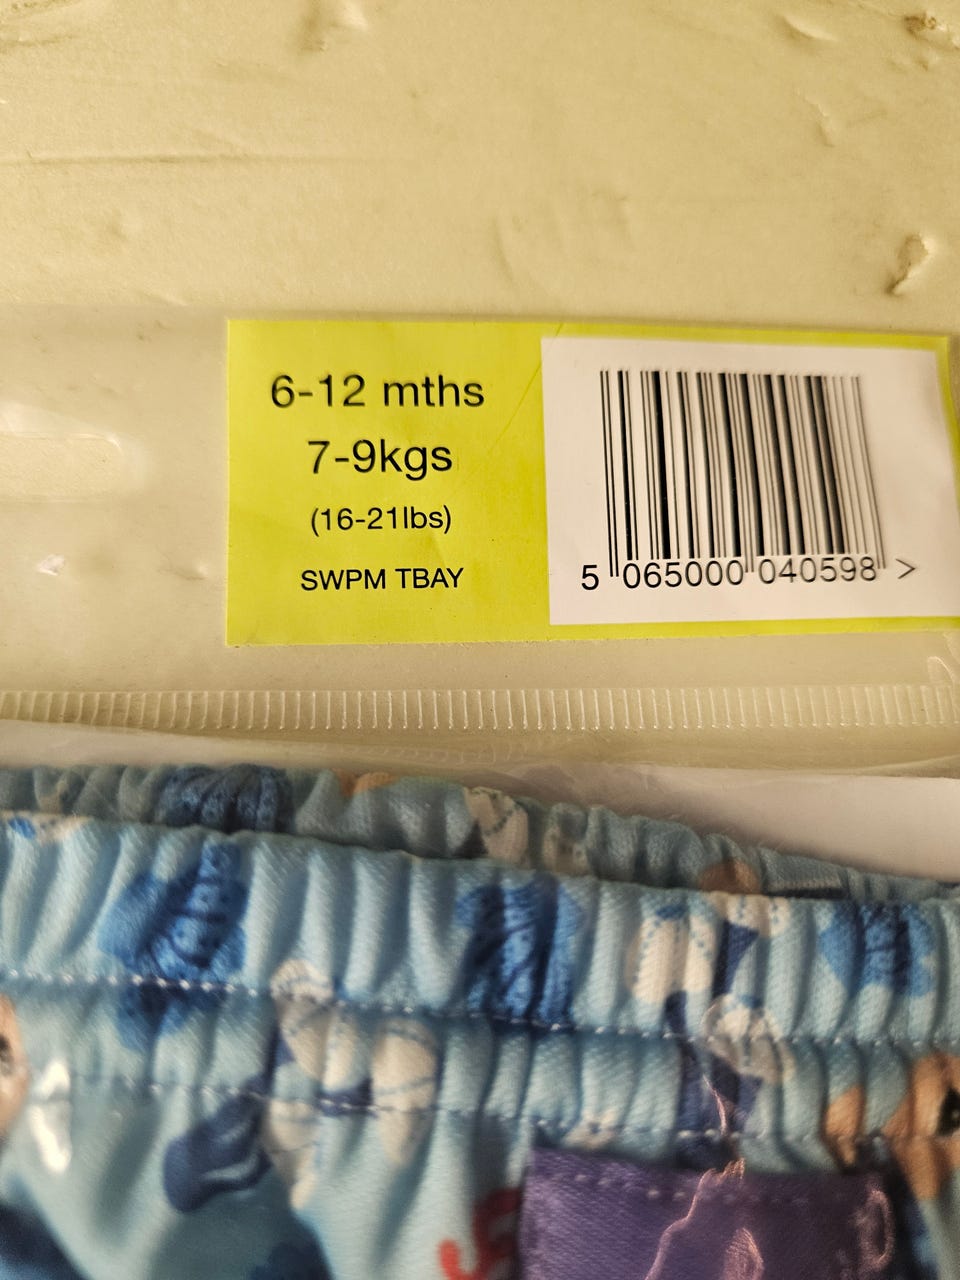 6-12 mths
7-9kgs
(16-21lbs)
SWPM TBAY
5 065000 040598 >